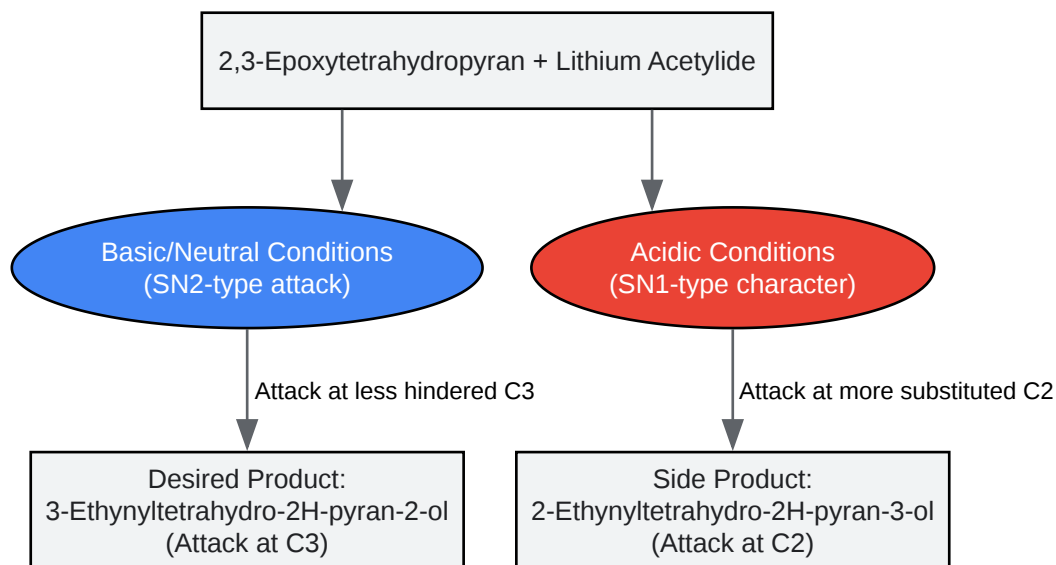 2,3-Epoxytetrahydropyran + Lithium Acetylide
Basic/Neutral Conditions
(SN2-type attack)
Acidic Conditions
(SN1-type character)
Attack at less hindered C3
Attack at more substituted C2
Desired Product:
3-Ethynyltetrahydro-2H-pyran-2-ol
(Attack at C3)
Side Product:
2-Ethynyltetrahydro-2H-pyran-3-ol
(Attack at C2)